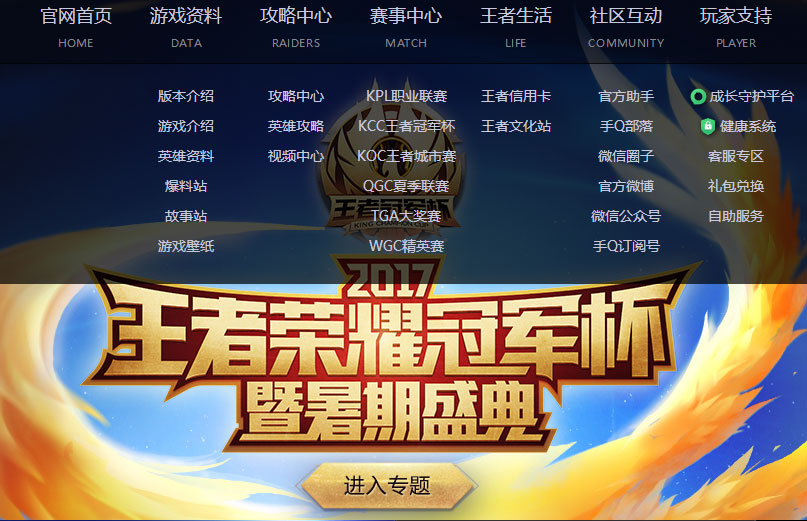 官网首页 游戏资料 攻略中心 赛事中心 王者生活 社区互动 玩家支持
HOME DATA RAIDERS MATCH LIFE COMMUNITY PLAYER
版本介绍 攻略中心 KPL职业联赛 王者信用卡 官方助手 成长守护平台
游戏介绍 英雄攻略 KCC王者冠军杯 王者文化站 手Q部落 健康系统
英雄资料 视频中心 KOC王者城市赛 微信圈子 客服专区
爆料站 QGC夏季联赛 官方微博 礼包兑换
故事站 TGA大奖赛 微信公众号 自助服务
游戏壁纸 WGC精英赛 手Q订阅号
王者冠军杯
KING CHAMPION CUP
2017
王者荣耀冠军杯
暨暑期盛典
进入专题